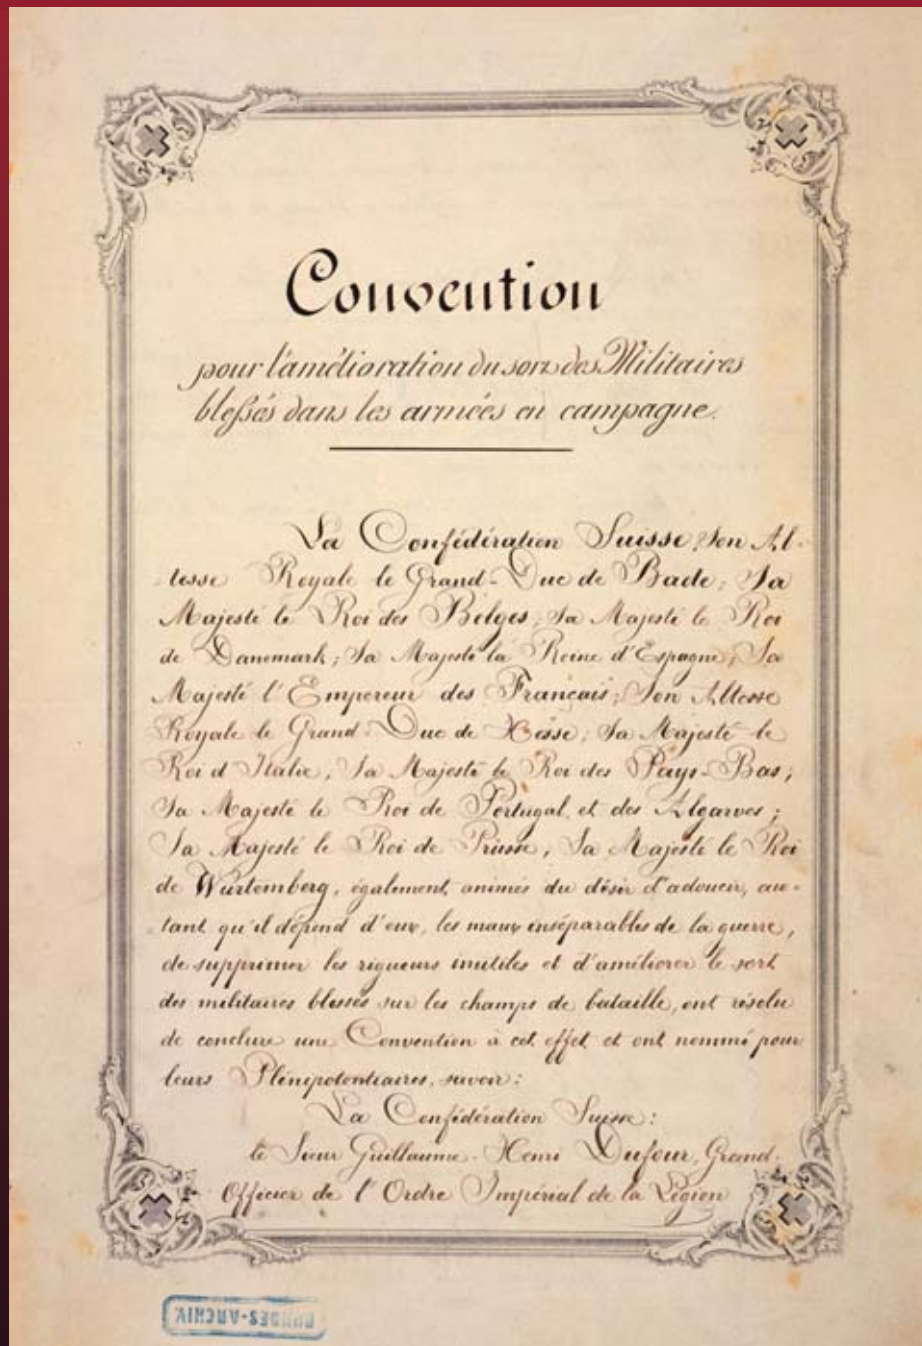 Convention
pour l'amélioration du sort des Militaires
bleſsés dans les armées en campagne.
La Confédération Suisse; Son Al-
tesse Royale le Grand-Duc de Bade; Sa
Majesté le Roi des Belges; Sa Majesté le Roi
de Danemark; Sa Majesté la Reine d'Espagne; Sa
Majesté l'Empereur des Français; Son Altesse
Royale le Grand-Duc de Hesse; Sa Majesté le
Roi d'Italie; Sa Majesté le Roi des Pays-Bas;
Sa Majesté le Roi de Portugal et des Algarves;
Sa Majesté le Roi de Prusse, Sa Majesté le Roi
de Wurtemberg, également animés du désir d'adoucir, au-
tant qu'il dépend d'eux, les maux inséparables de la guerre,
de supprimer les rigueurs inutiles et d'améliorer le sort
des militaires blessés sur les champs de bataille, ont résolu
de conclure une Convention à cet effet et ont nommé pour
leurs Plénipotentiaires, savoir:
La Confédération Suisse:
le Sieur Guillaume-Henri Dufour, Grand-
Officier de l'Ordre Impérial de la Légion
BUNDES-ARCHIV.